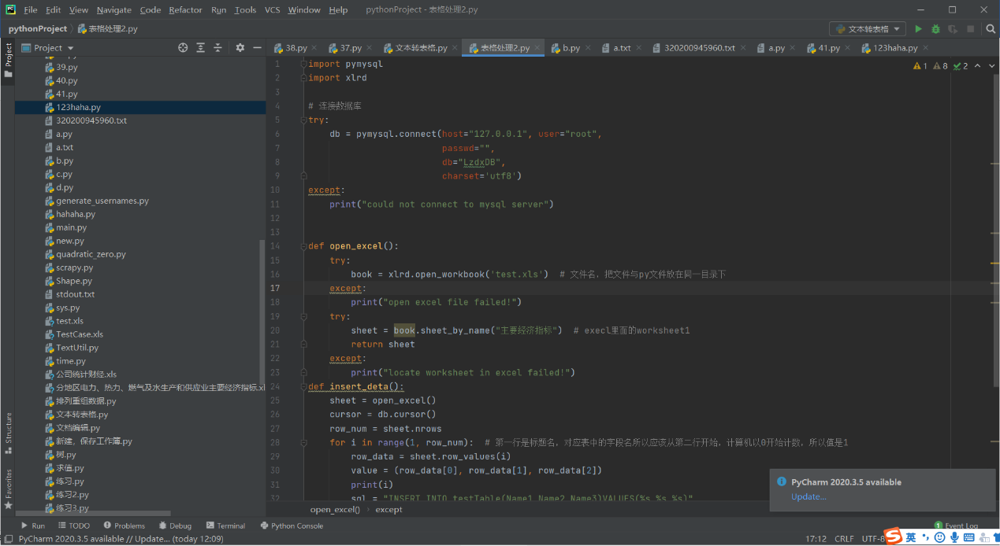 File Edit View Navigate Code Refactor Run Tools VCS Window Help pythonProject - 表格处理2.py
pythonProject 表格处理2.py 文本转表格
Project
38.py 37.py 文本转表格.py 表格处理2.py b.py a.txt 320200945960.txt a.py 41.py 123haha.py
Project
39.py
40.py
41.py
123haha.py
320200945960.txt
a.py
a.txt
b.py
c.py
d.py
generate_usernames.py
hahaha.py
main.py
new.py
quadratic_zero.py
scrapy.py
Shape.py
stdout.txt
sys.py
test.xls
TestCase.xls
TextUtil.py
time.py
公司统计财经.xls
分地区电力、热力、燃气及水生产和供应业主要经济指标.xl
排列重组数据.py
文本转表格.py
文档编辑.py
新建，保存工作簿.py
树.py
求值.py
练习.py
练习2.py
练习3.py
Structure
Favorites
1 8 2
1 import pymysql
2 import xlrd
3
4 # 连接数据库
5 try:
6 db = pymysql.connect(host="127.0.0.1", user="root",
7 passwd="",
8 db="LzdxDB",
9 charset='utf8')
10 except:
11 print("could not connect to mysql server")
12
13
14 def open_excel():
15 try:
16 book = xlrd.open_workbook('test.xls') # 文件名，把文件与py文件放在同一目录下
17 except:
18 print("open excel file failed!")
19 try:
20 sheet = book.sheet_by_name("主要经济指标") # execl里面的worksheet1
21 return sheet
22 except:
23 print("locate worksheet in excel failed!")
24 def insert_deta():
25 sheet = open_excel()
26 cursor = db.cursor()
27 row_num = sheet.nrows
28 for i in range(1, row_num): # 第一行是标题名，对应表中的字段名所以应该从第二行开始，计算机以0开始计数，所以值是1
29 row_data = sheet.row_values(i)
30 value = (row_data[0], row_data[1], row_data[2])
31 print(i)
32 sql = "INSERT INTO testTable(Name1,Name2,Name3)VALUES(%s,%s,%s)"
PyCharm 2020.3.5 available
Update...
open_excel() except
Run TODO Problems Debug Terminal Python Console 1 Event Log
PyCharm 2020.3.5 available // Update... (today 12:09) 17:12 CRLF UTF-8 英